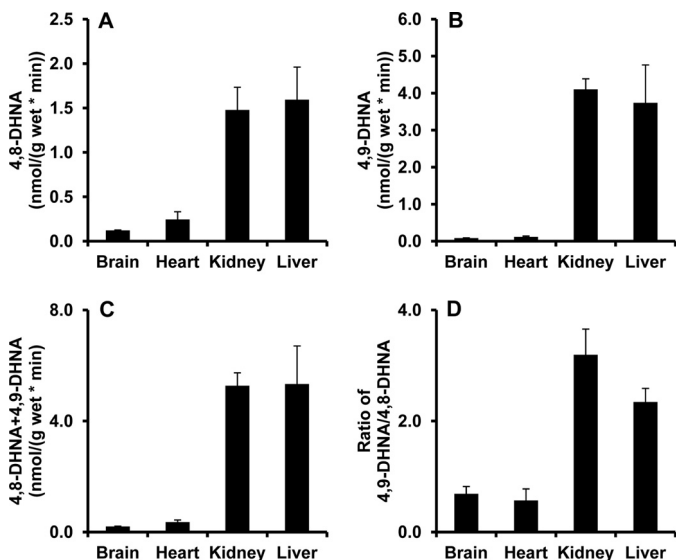 A
4,8-DHNA
(nmol/(g wet * min))
2.5
2.0
1.5
1.0
0.5
0.0
Brain Heart Kidney Liver
B
4,9-DHNA
(nmol/(g wet * min))
6.0
5.0
4.0
3.0
2.0
1.0
0.0
Brain Heart Kidney Liver
C
4,8-DHNA+4,9-DHNA
(nmol/(g wet * min)
8.0
4.0
0.0
Brain Heart Kidney Liver
D
Ratio of
4,9-DHNA/4,8-DHNA
4.0
2.0
0.0
Brain Heart Kidney Liver